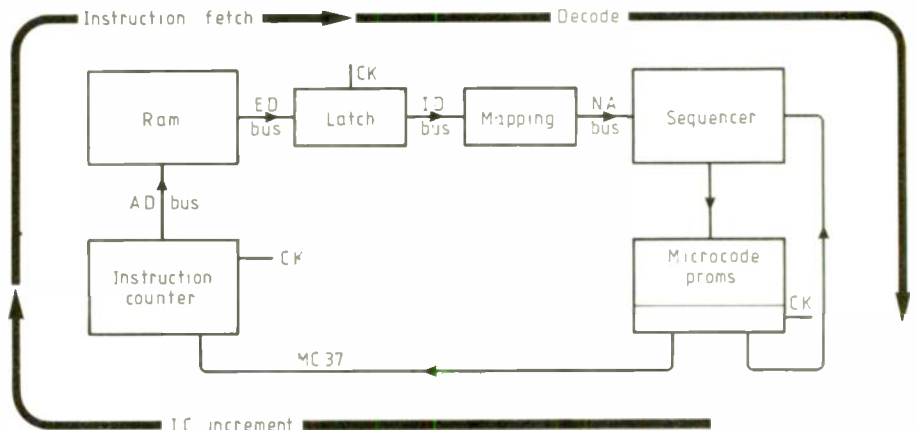 Instruction fetch
Decode
CK
Ram
ED
bus
Latch
ID
bus
Mapping
NA
bus
Sequencer
AD bus
Instruction
counter
CK
Microcode
proms
CK
MC37
IC increment